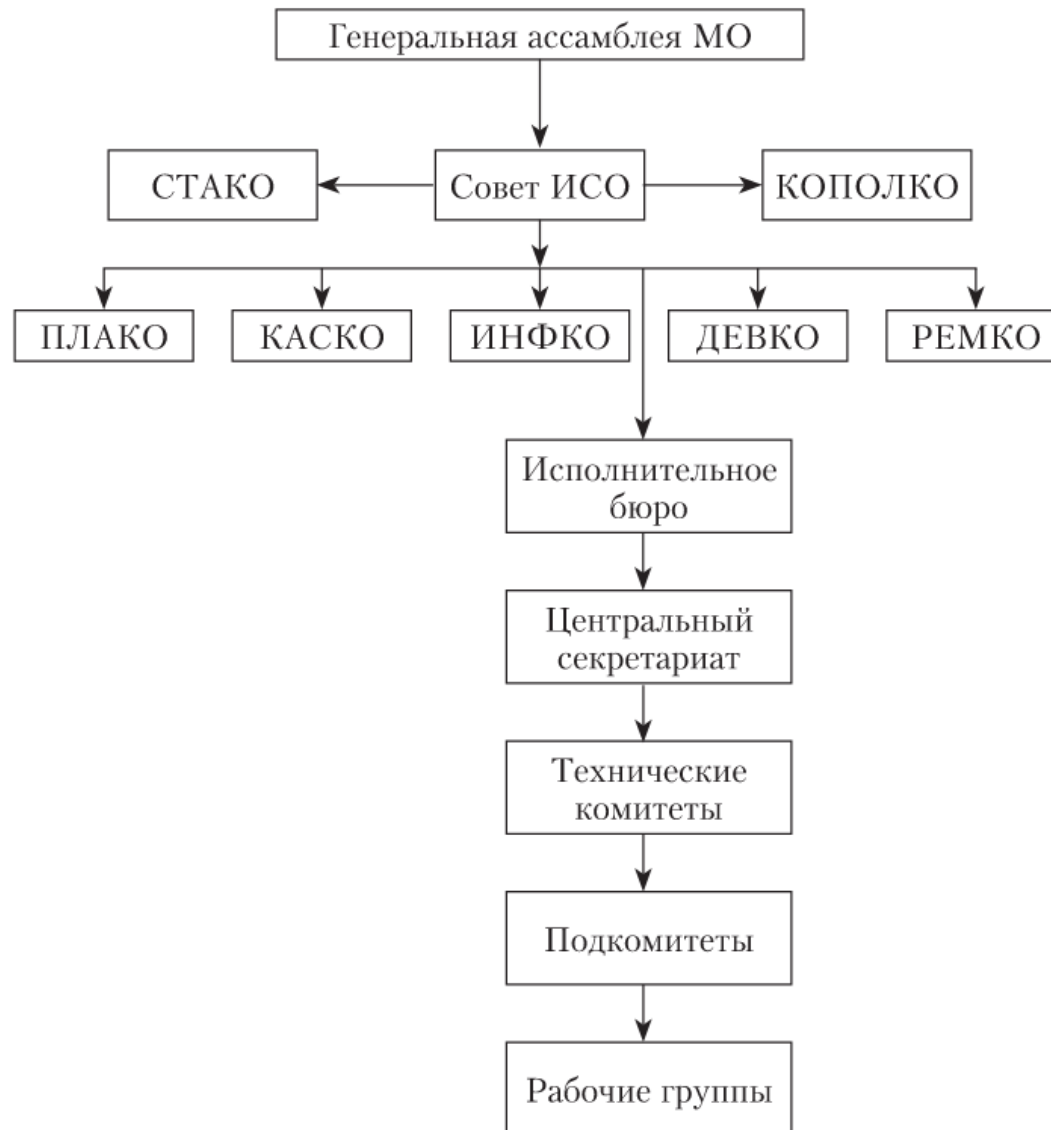 Генеральная ассамблея МО
СТАКО
Совет ИСО
КОПОЛКО
ПЛАКО
КАСКО
ИНФКО
ДЕВКО
РЕМКО
Исполнительное
бюро
Центральный
секретариат
Технические
комитеты
Подкомитеты
Рабочие группы